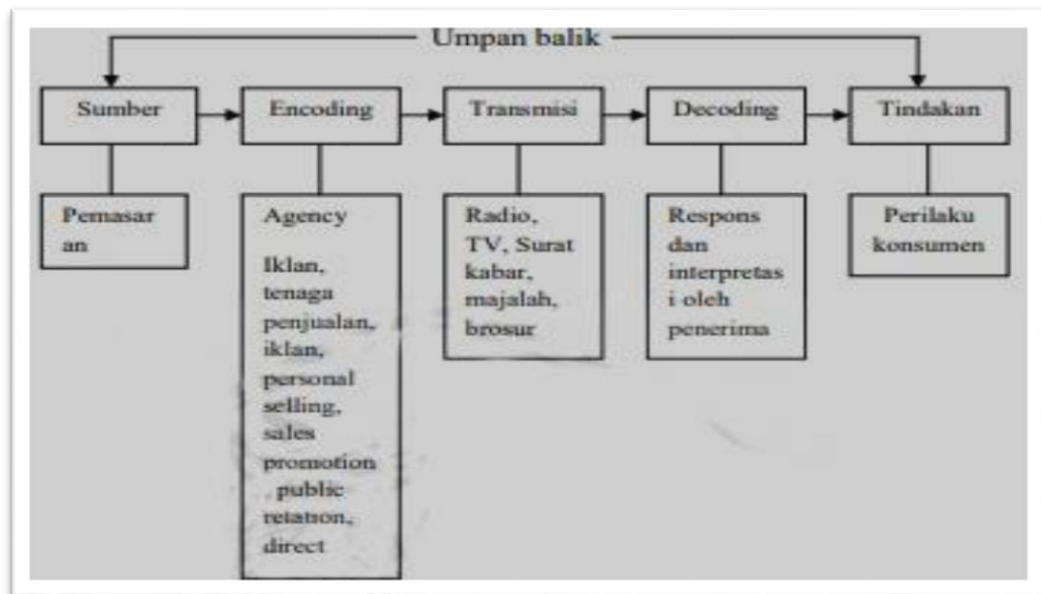 Umpan balik
Sumber
Encoding
Transmisi
Decoding
Tindakan
Pemasar
an
Agency
Iklan,
tenaga
penjualan,
iklan,
personal
selling,
sales
promotion
, public
relation,
direct
Radio,
TV, Surat
kabar,
majalah,
brosur
Respons
dan
interpretas
i oleh
penerima
Perilaku
konsumen